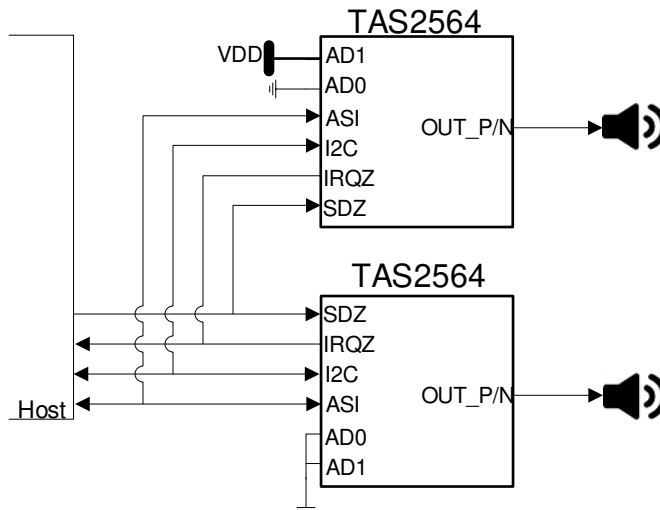 TAS2564
VDD
AD1
AD0
ASI
I2C
IRQZ
SDZ
OUT_P/N
TAS2564
SDZ
IRQZ
I2C
ASI
AD0
AD1
OUT_P/N
Host